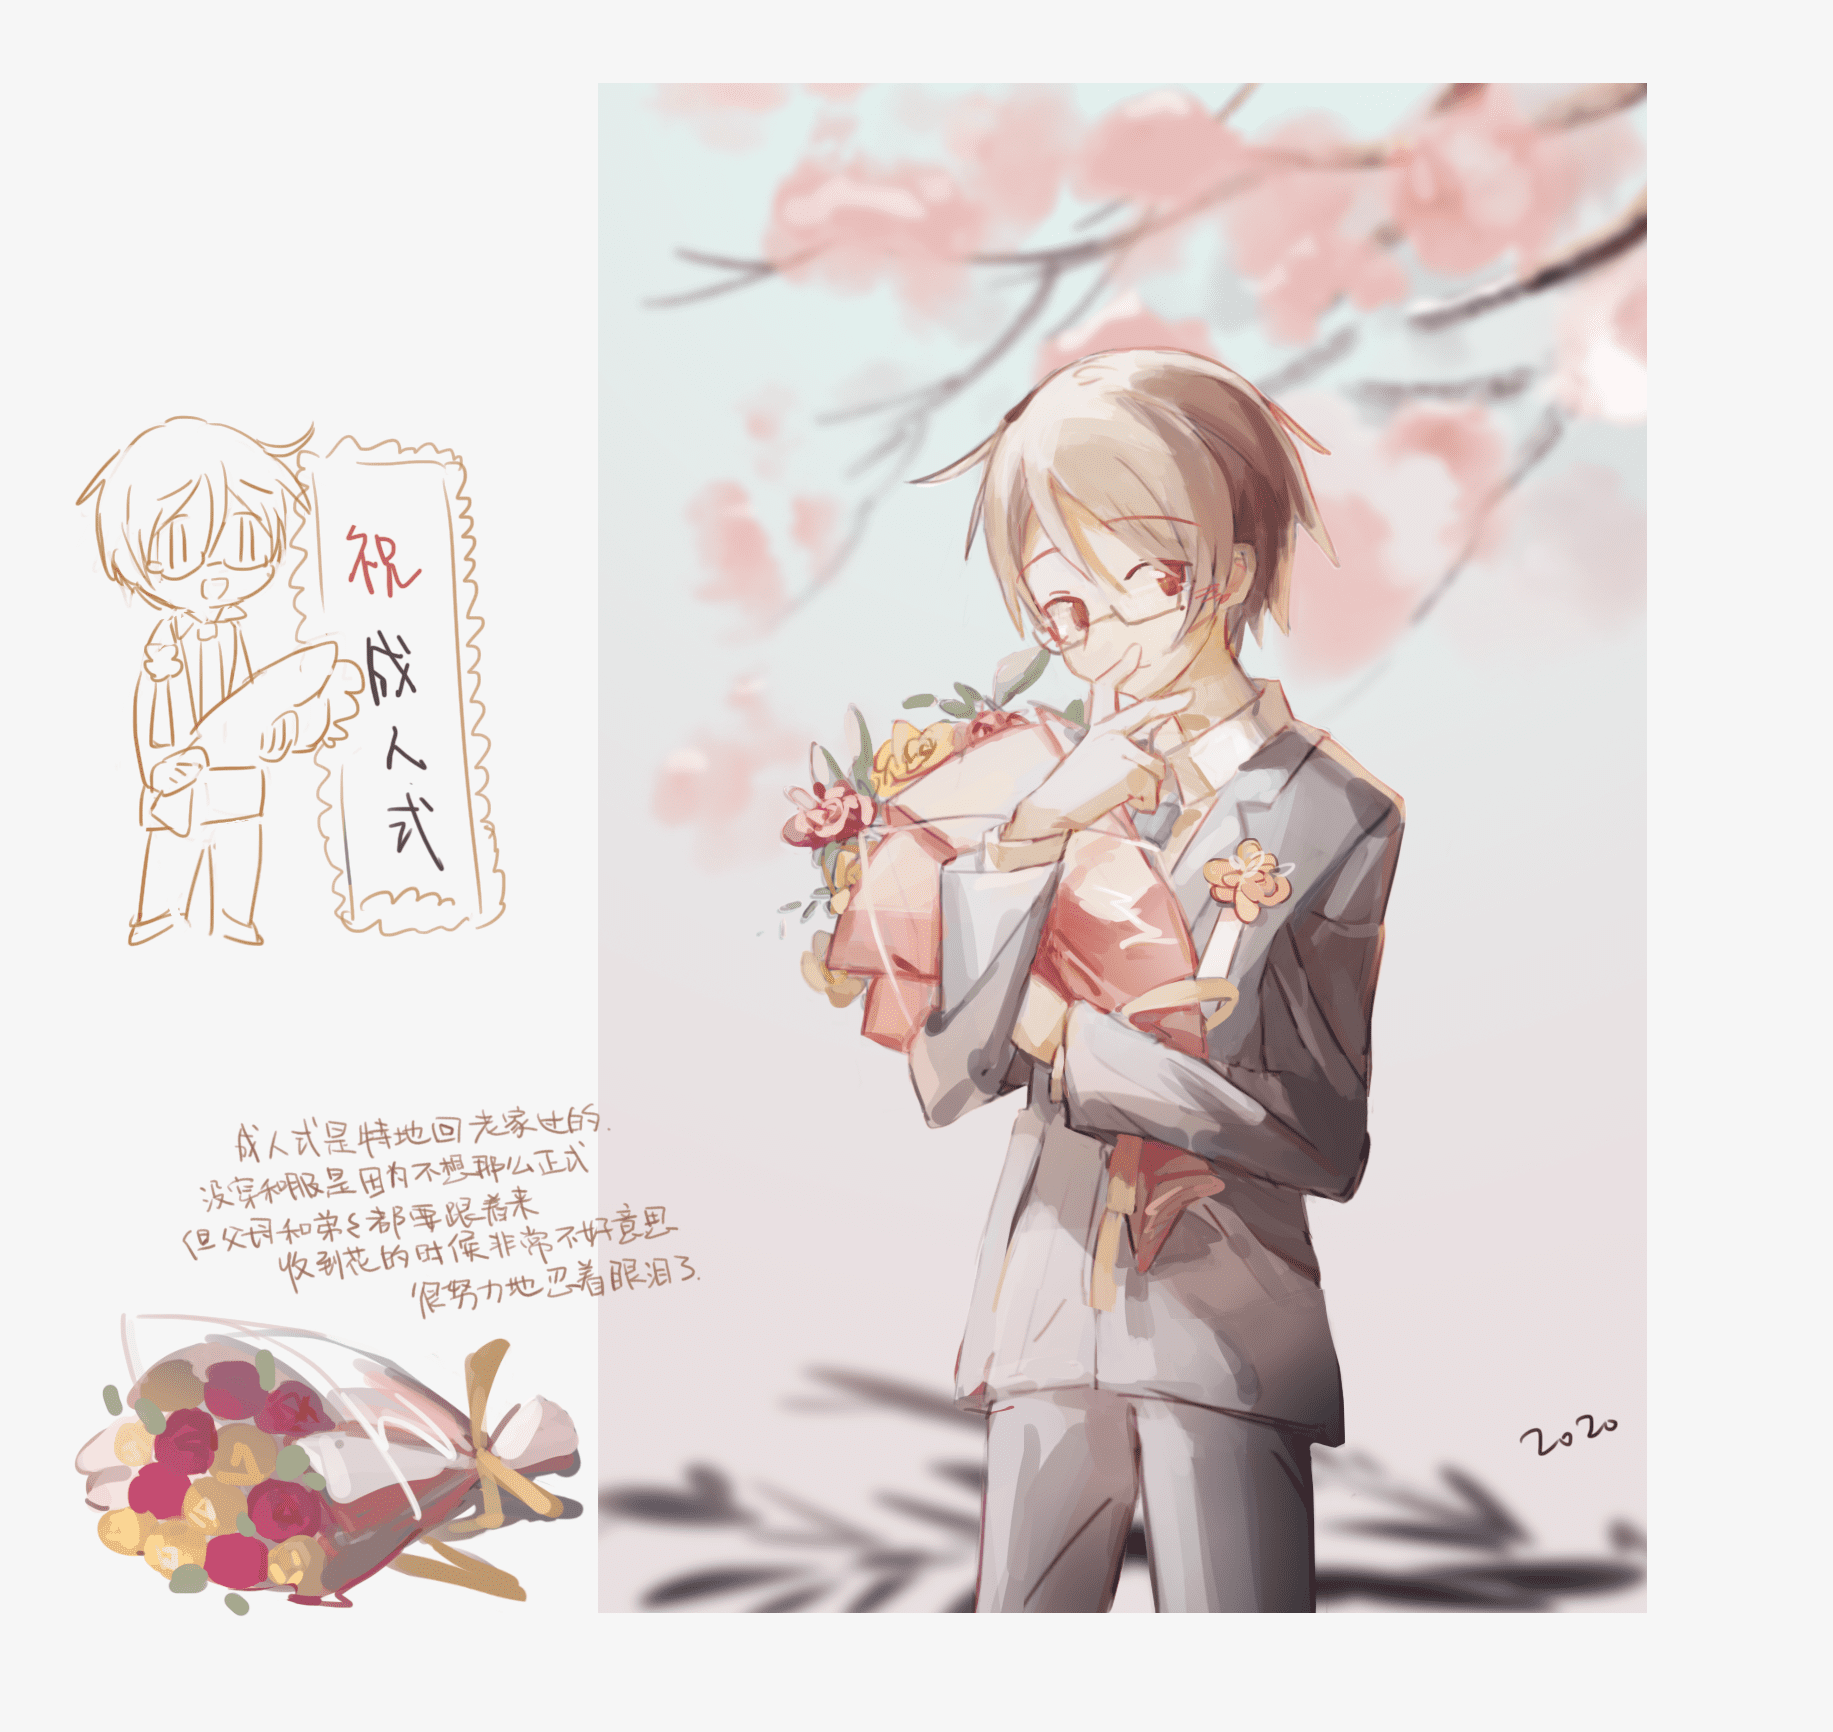 祝成人式
成人式是特地回老家过的.
没穿和服是因为不想那么正式
但父母和弟弟都要跟着来
收到花的时候非常不好意思
很努力地忍着眼泪了.
2020